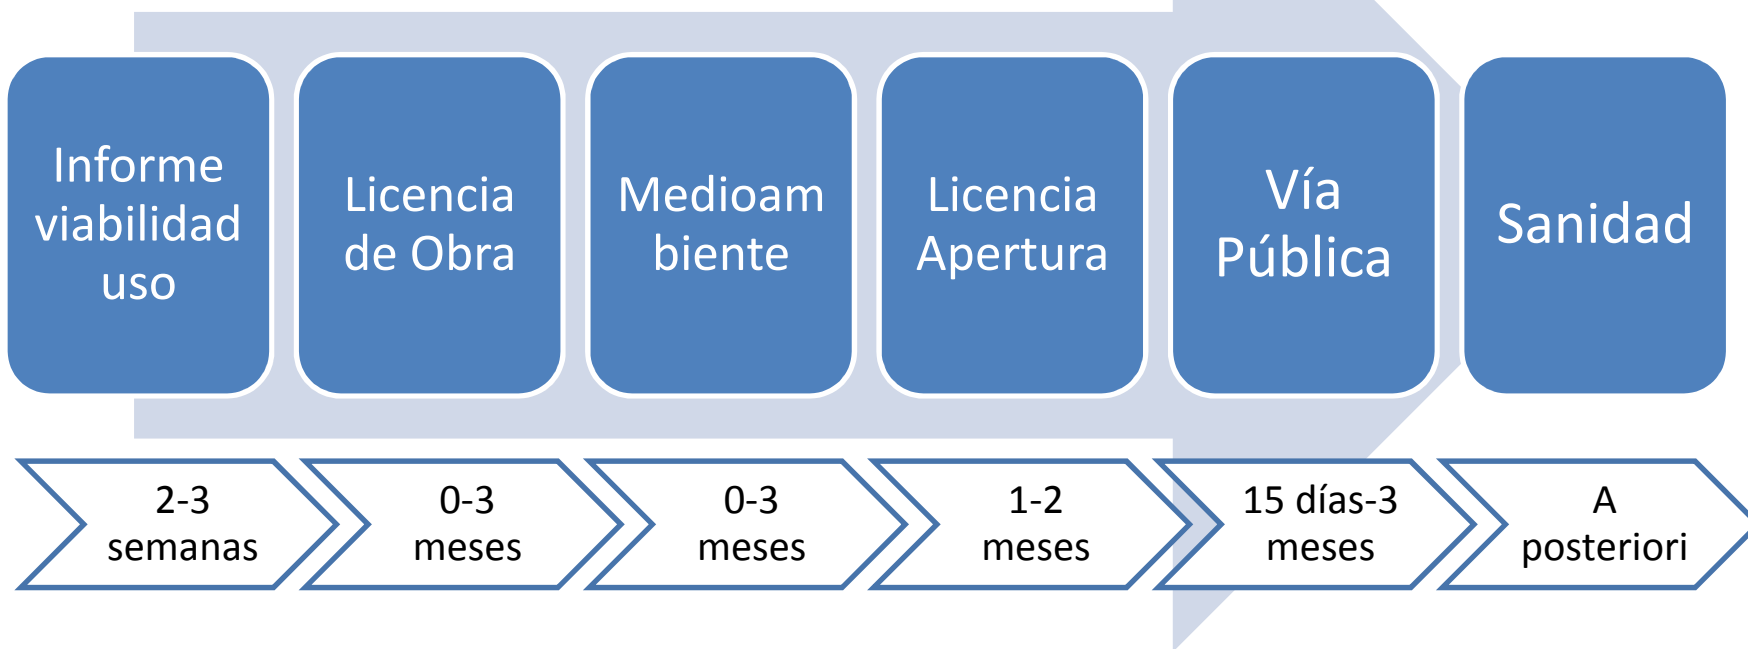 Informe
viabilidad
uso
Licencia
de Obra
Medioam
biente
Licencia
Apertura
Vía
Pública
Sanidad
2-3
semanas
0-3
meses
0-3
meses
1-2
meses
15 días-3
meses
A
posteriori